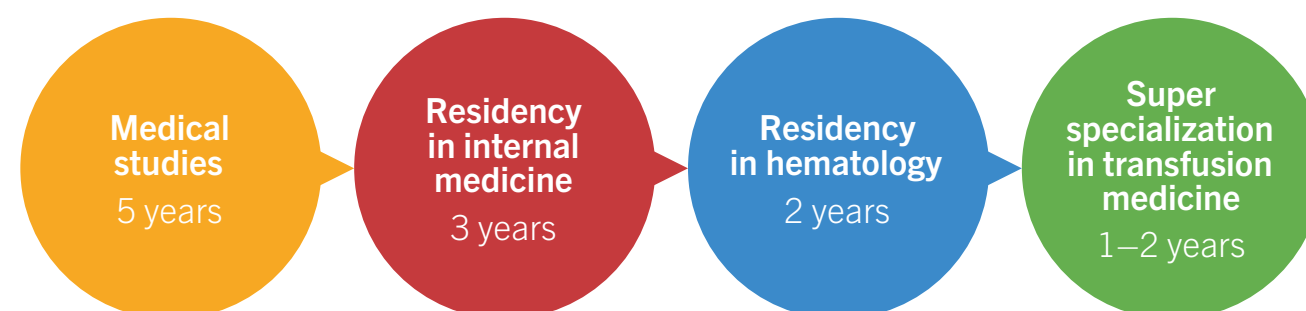 Medical
studies
5 years
Residency
in internal
medicine
3 years
Residency
in hematology
2 years
Super
specialization
in transfusion
medicine
1–2 years